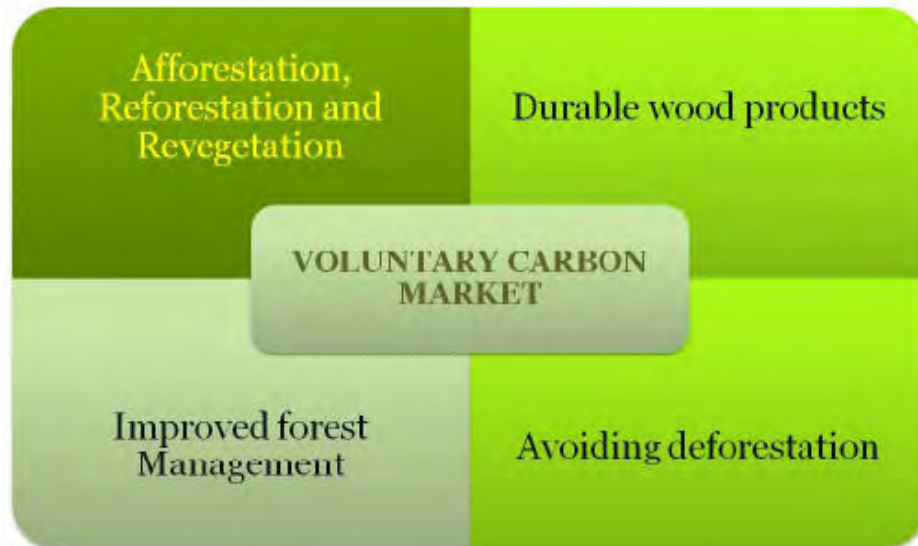 Afforestation,
Reforestation and
Revegetation
Durable wood products
VOLUNTARY CARBON
MARKET
Improved forest
Management
Avoiding deforestation